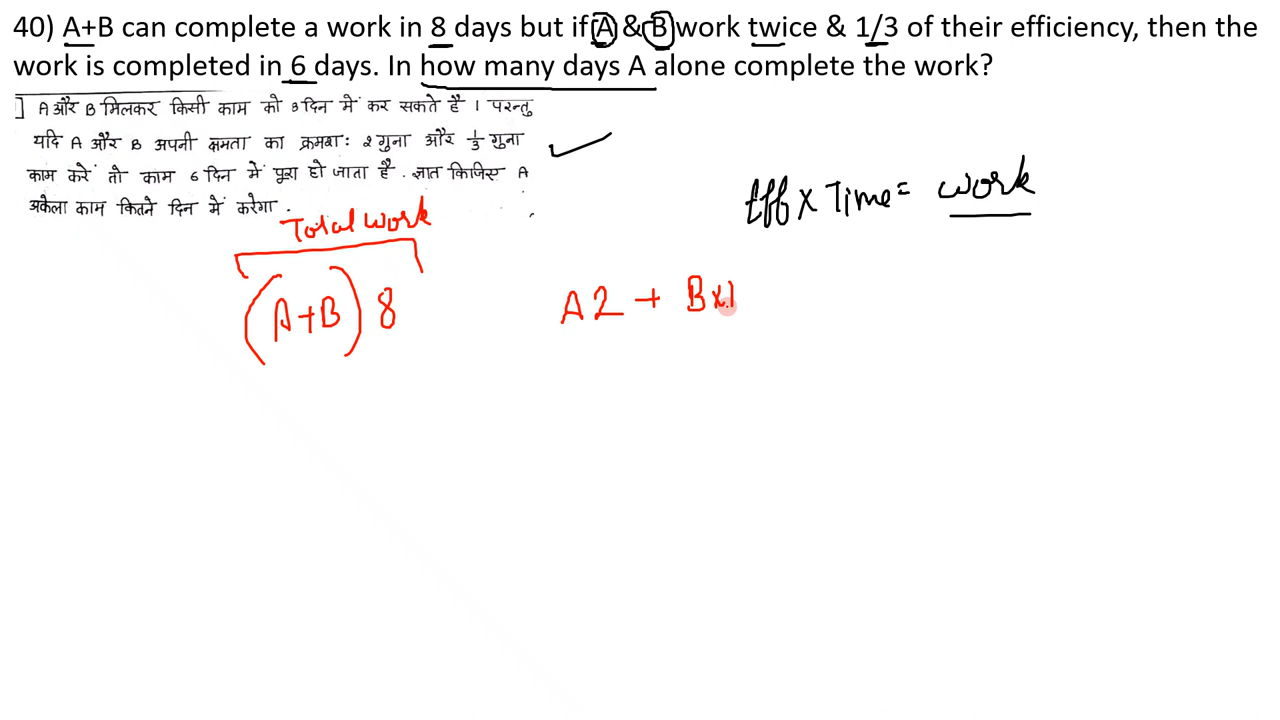 40) A+B can complete a work in 8 days but if A & B work twice & 1/3 of their efficiency, then the
work is completed in 6 days. In how many days A alone complete the work?
] A और B मिलकर किसी काम को 8 दिन में कर सकते है । परन्तु
यदि A और B अपनी क्षमता का क्रमशः 2 गुना और 1/3 गुना
काम करें तो काम 6 दिन में पूरा हो जाता है . ज्ञात किजिए A
अकेला काम कितने दिन में करेगा .
Eff x Time = work
Total work
(A+B) 8
A2 + Bx